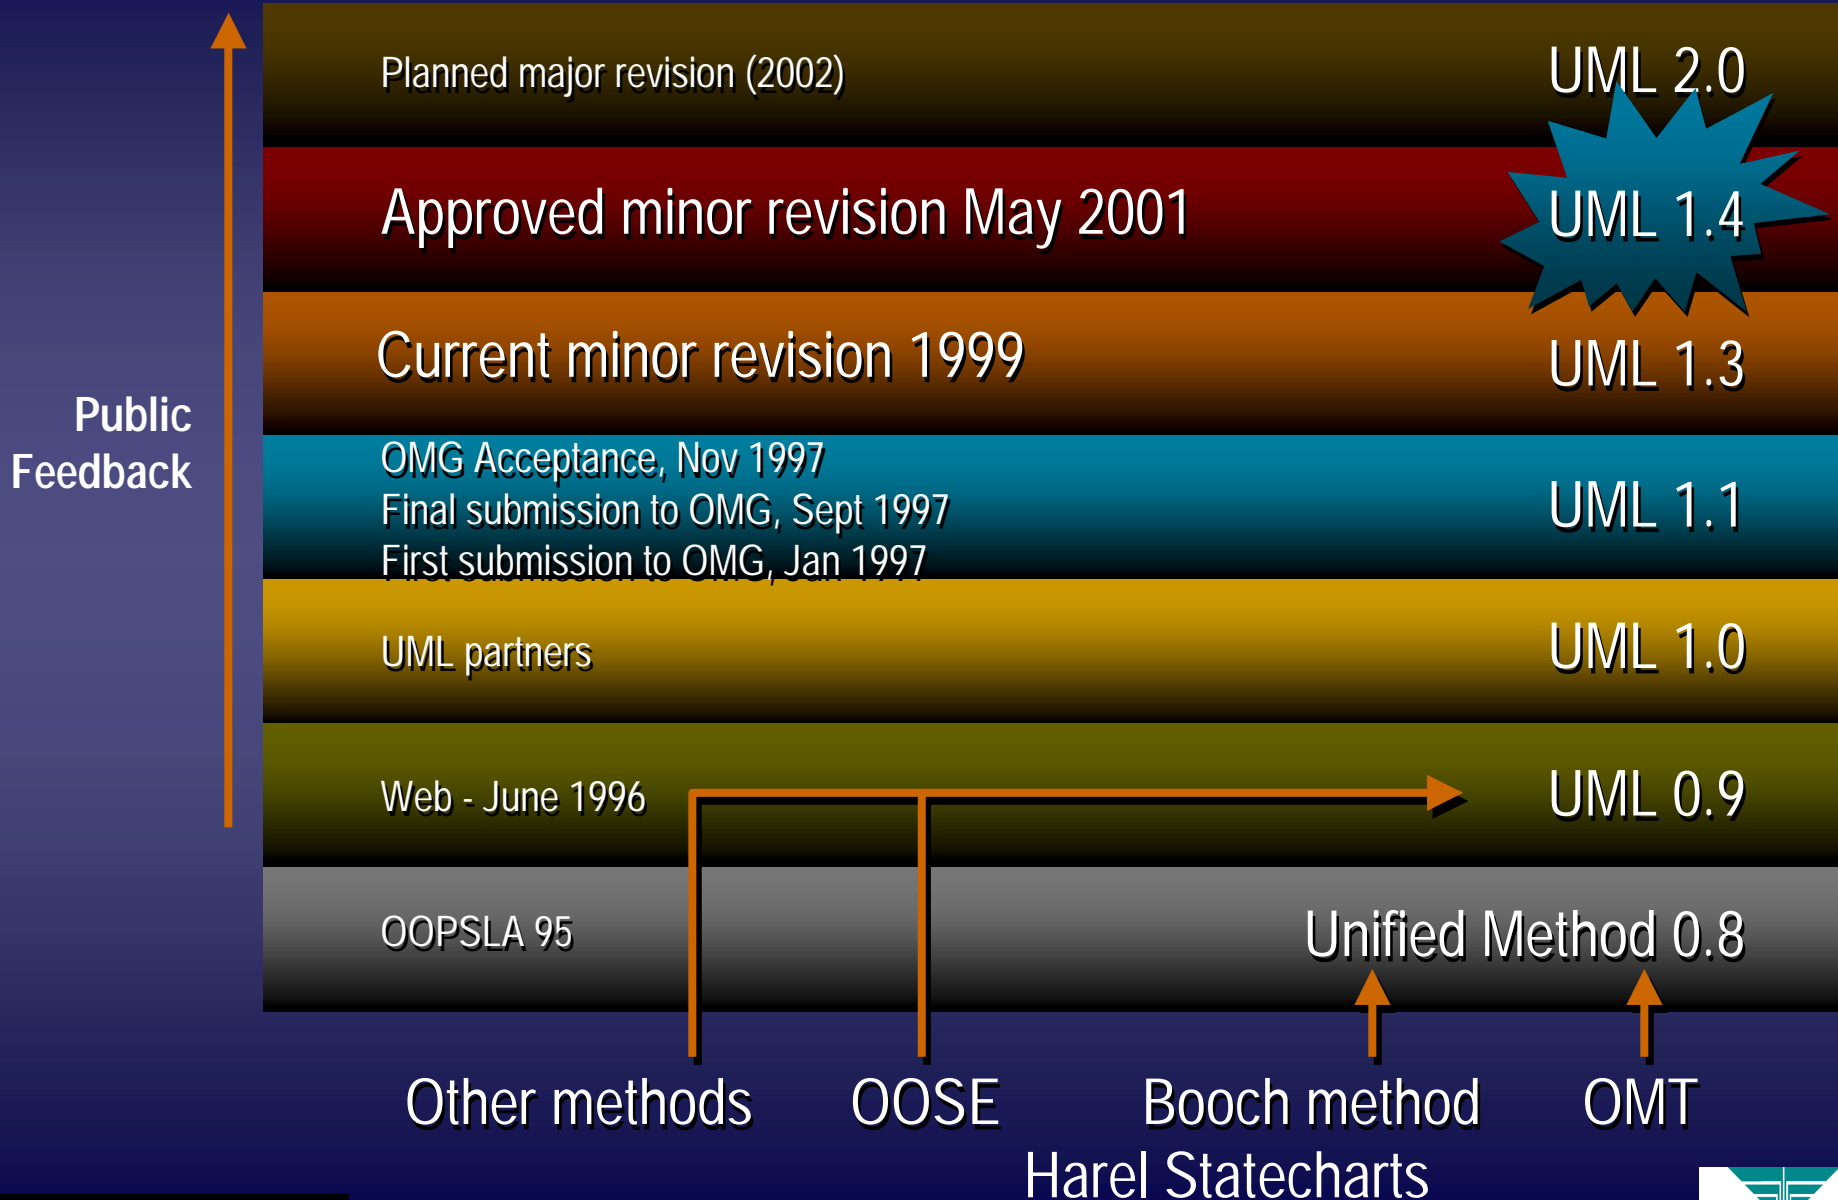 Planned major revision (2002) UML 2.0
Approved minor revision May 2001 UML 1.4
Current minor revision 1999 UML 1.3
Public
Feedback
OMG Acceptance, Nov 1997
Final submission to OMG, Sept 1997 UML 1.1
First submission to OMG, Jan 1997
UML partners UML 1.0
Web - June 1996 UML 0.9
OOPSLA 95 Unified Method 0.8
Other methods OOSE Booch method OMT
Harel Statecharts